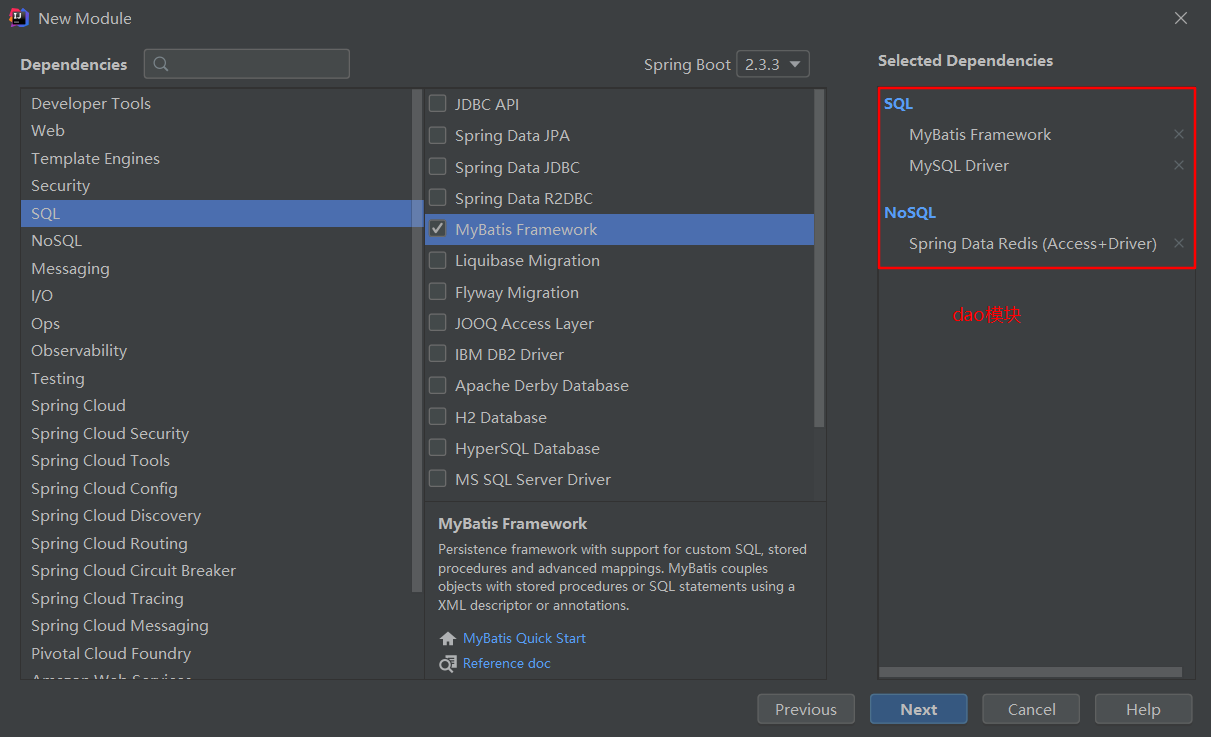 New Module
Dependencies
Spring Boot 2.3.3
Developer Tools
Web
Template Engines
Security
SQL
NoSQL
Messaging
I/O
Ops
Observability
Testing
Spring Cloud
Spring Cloud Security
Spring Cloud Tools
Spring Cloud Config
Spring Cloud Discovery
Spring Cloud Routing
Spring Cloud Circuit Breaker
Spring Cloud Tracing
Spring Cloud Messaging
Pivotal Cloud Foundry
Amazon Web Services
JDBC API
Spring Data JPA
Spring Data JDBC
Spring Data R2DBC
MyBatis Framework
Liquibase Migration
Flyway Migration
JOOQ Access Layer
IBM DB2 Driver
Apache Derby Database
H2 Database
HyperSQL Database
MS SQL Server Driver
MyBatis Framework
Persistence framework with support for custom SQL, stored
procedures and advanced mappings. MyBatis couples
objects with stored procedures or SQL statements using a
XML descriptor or annotations.
MyBatis Quick Start
Reference doc
Selected Dependencies
SQL
MyBatis Framework
MySQL Driver
NoSQL
Spring Data Redis (Access+Driver)
dao模块
Previous
Next
Cancel
Help